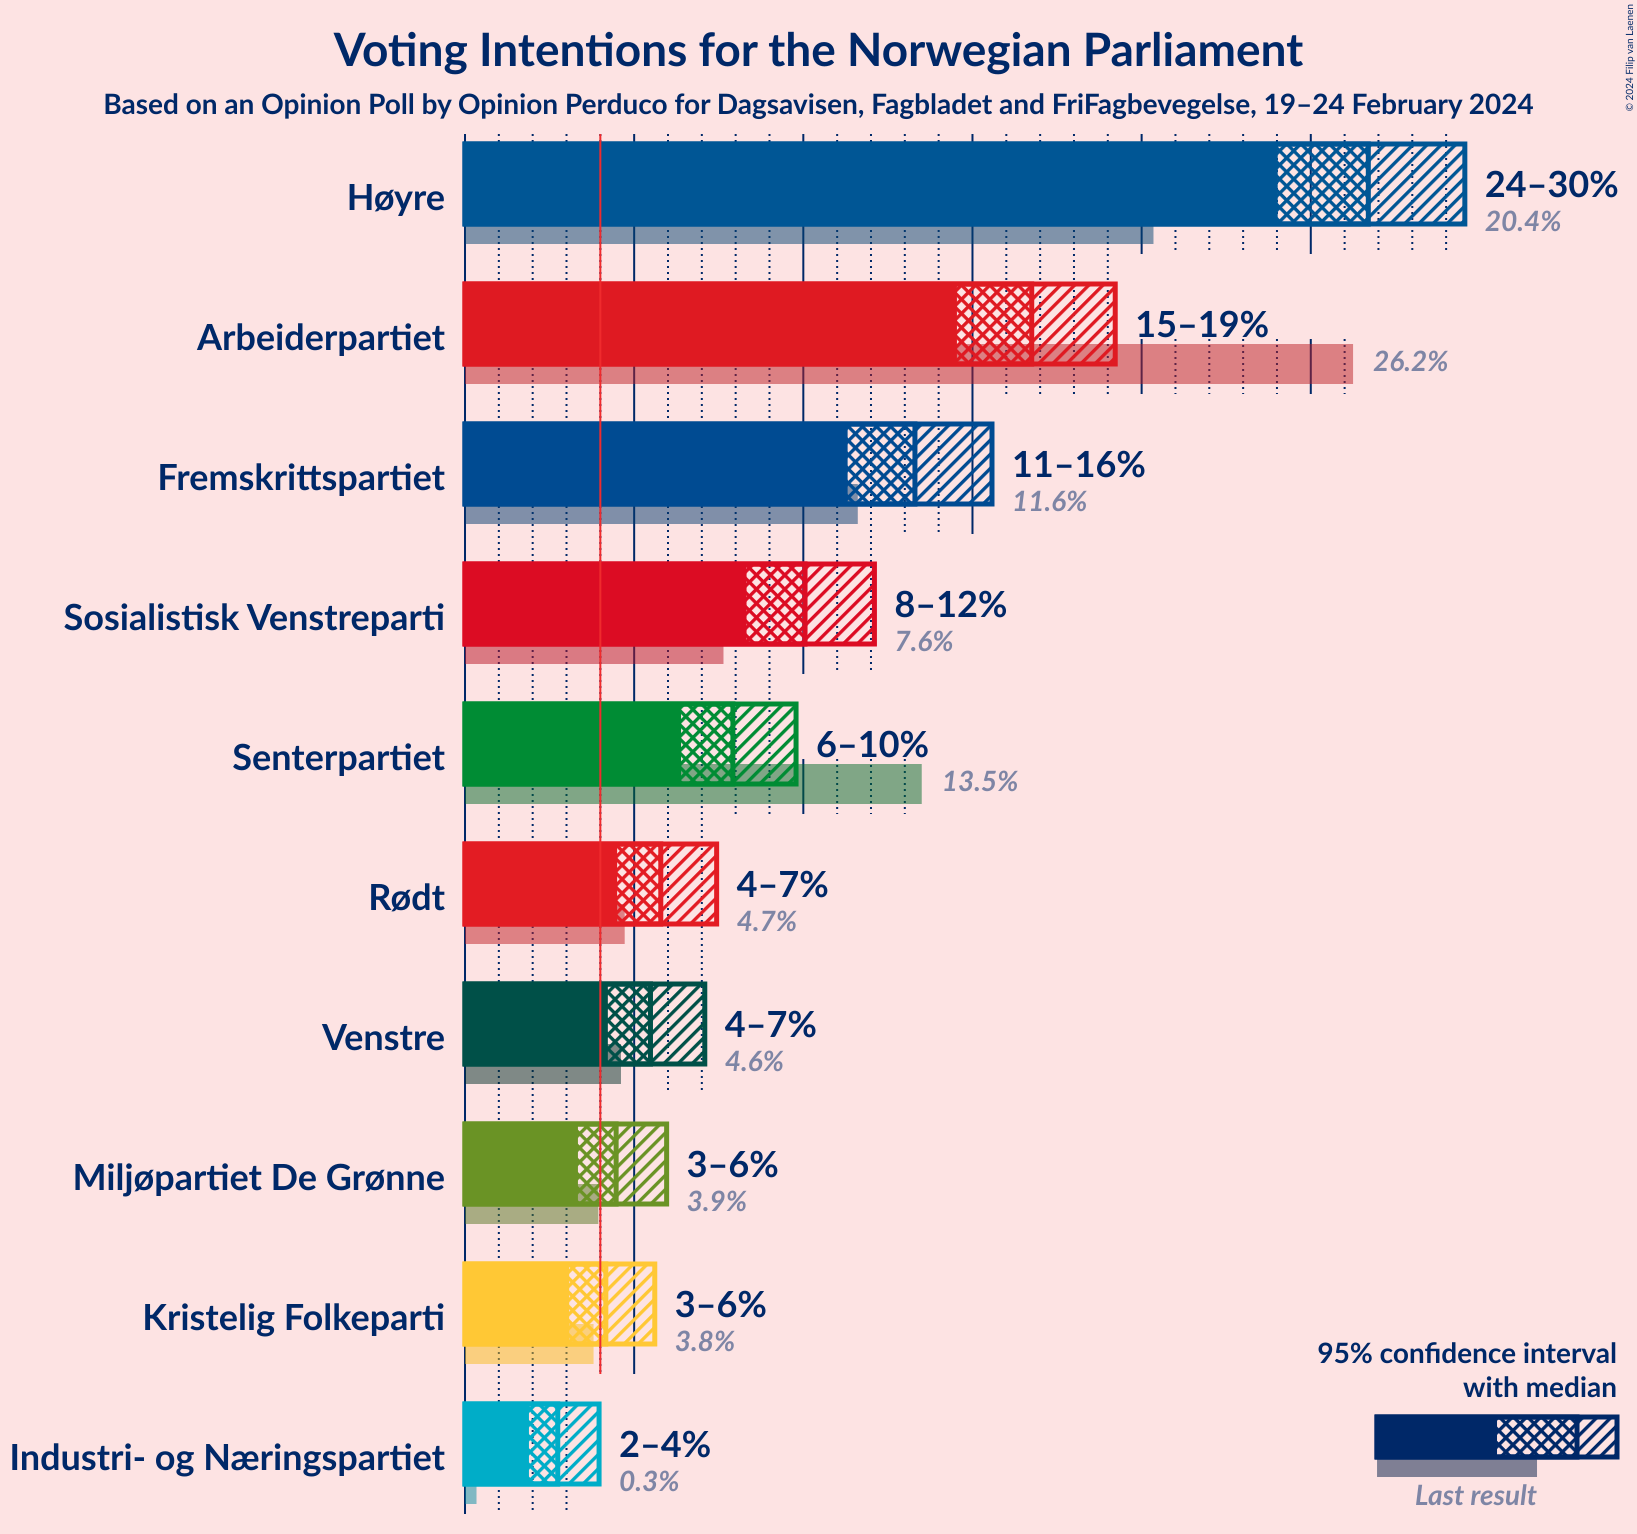 Voting Intentions for the Norwegian Parliament
Based on an Opinion Poll by Opinion Perduco for Dagsavisen, Fagbladet and FriFagbevegelse, 19–24 February 2024
© 2024 Filip van Laenen
Høyre
24–30%
20.4%
Arbeiderpartiet
15–19%
26.2%
Fremskrittspartiet
11–16%
11.6%
Sosialistisk Venstreparti
8–12%
7.6%
Senterpartiet
6–10%
13.5%
Rødt
4–7%
4.7%
Venstre
4–7%
4.6%
Miljøpartiet De Grønne
3–6%
3.9%
Kristelig Folkeparti
3–6%
3.8%
Industri- og Næringspartiet
2–4%
0.3%
95% confidence interval
with median
Last result